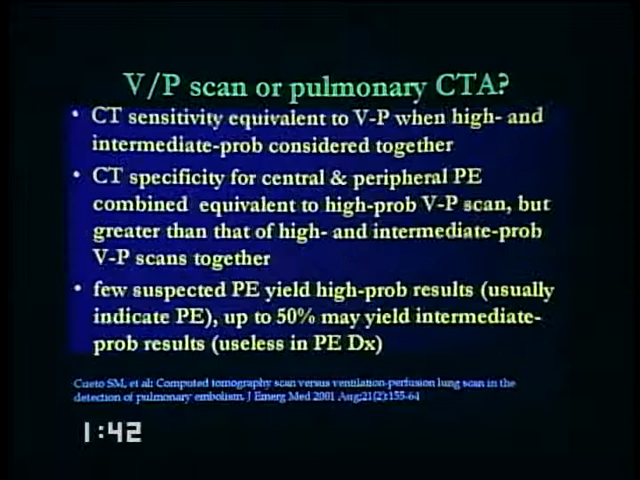 V/P scan or pulmonary CTA?
• CT sensitivity equivalent to V-P when high- and
intermediate-prob considered together
• CT specificity for central & peripheral PE
combined equivalent to high-prob V-P scan, but
greater than that of high- and intermediate-prob
V-P scans together
• few suspected PE yield high-prob results (usually
indicate PE), up to 50% may yield intermediate-
prob results (useless in PE Dx)
Cueto SM, et al: Computed tomography scan versus ventilation-perfusion lung scan in the
detection of pulmonary embolism. J Emerg Med 2001 Aug;21(2):155-64
1:42